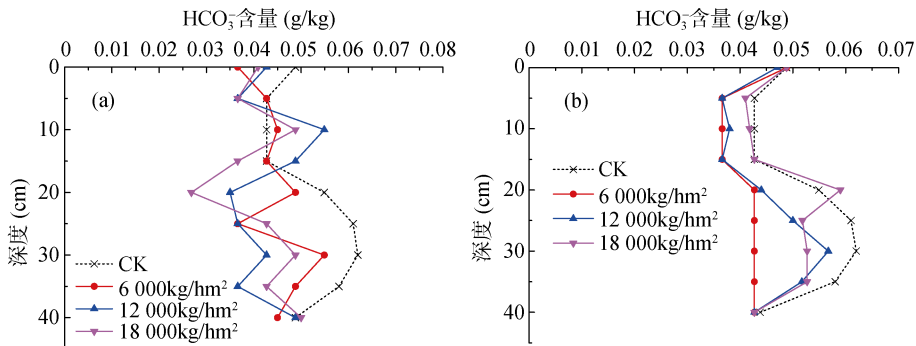 HCO₃⁻含量 (g/kg)
0 0.01 0.02 0.03 0.04 0.05 0.06 0.07 0.08
0
10
20
30
40
深度 (cm)
(a)
CK
6 000kg/hm²
12 000kg/hm²
18 000kg/hm²
HCO₃⁻含量 (g/kg)
0 0.01 0.02 0.03 0.04 0.05 0.06 0.07
0
10
20
30
40
深度 (cm)
(b)
CK
6 000kg/hm²
12 000kg/hm²
18 000kg/hm²